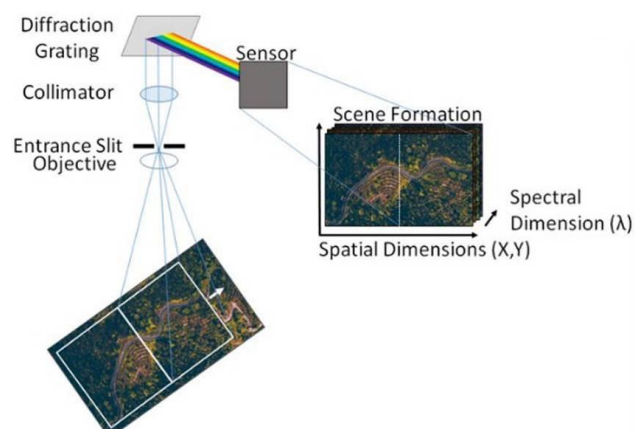 Diffraction
Grating
Sensor
Collimator
Scene Formation
Entrance Slit
Objective
Spectral
Dimension (λ)
Spatial Dimensions (X,Y)